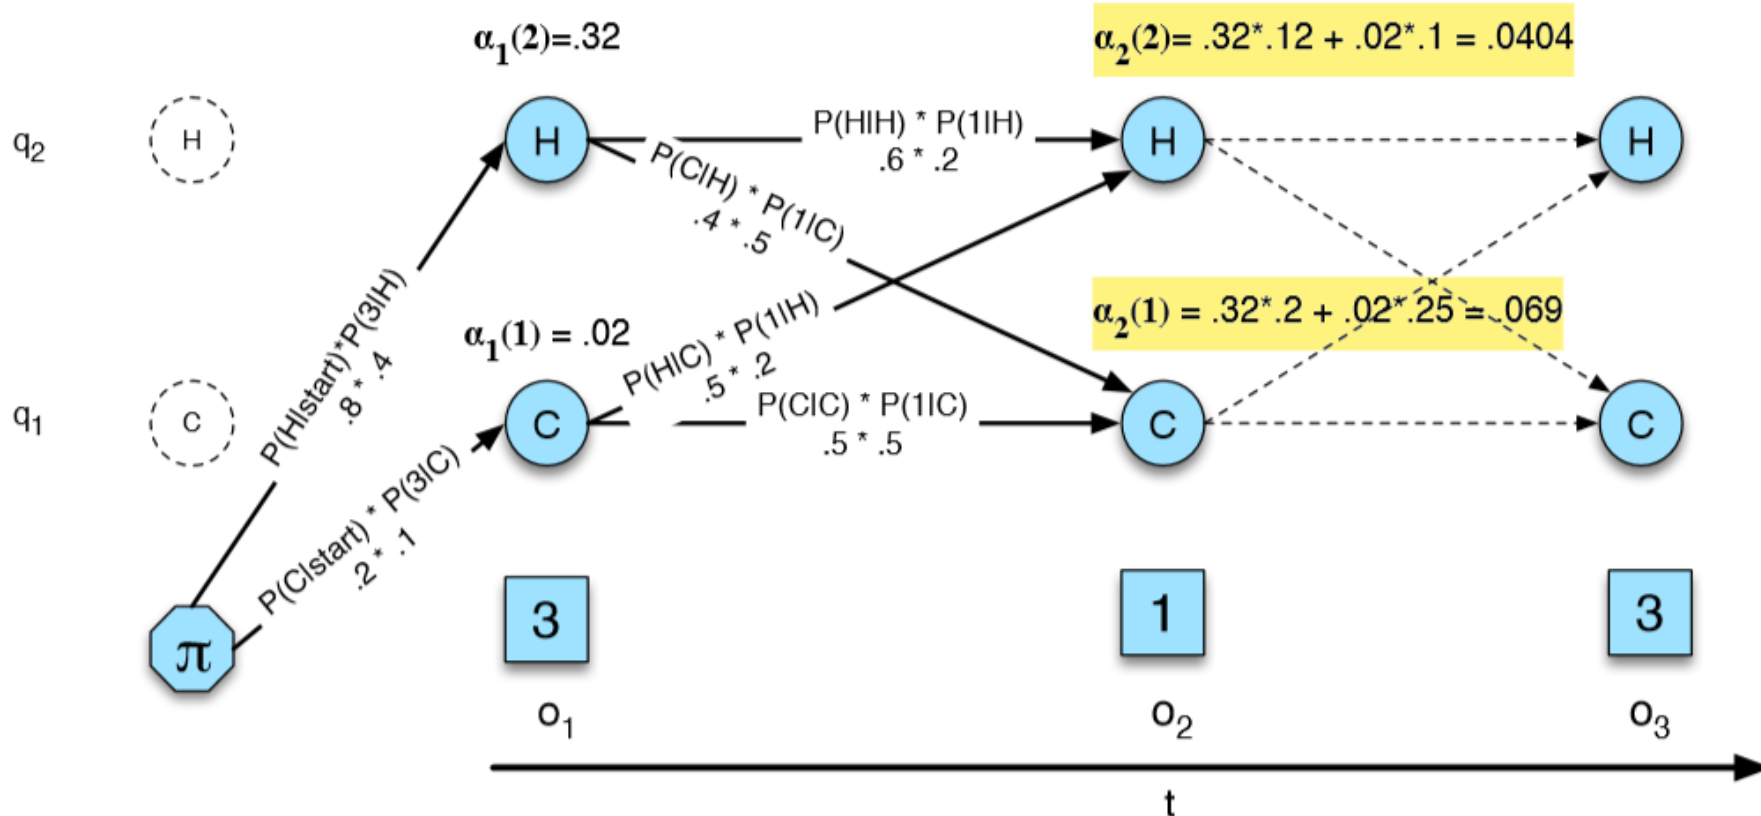 α1(2)=.32
α2(2)= .32*.12 + .02*.1 = .0404
q2
H
H
P(H|H) * P(1|H)
.6 * .2
H
H
P(C|H) * P(1|C)
.4 * .5
α1(1) = .02
α2(1) = .32*.2 + .02*.25 = .069
P(H|C) * P(1|H)
.5 * .2
P(H|start)*P(3|H)
.8 * .4
q1
C
C
P(C|C) * P(1|C)
.5 * .5
C
C
P(C|start) * P(3|C)
.2 * .1
π
3
1
3
o1
o2
o3
t